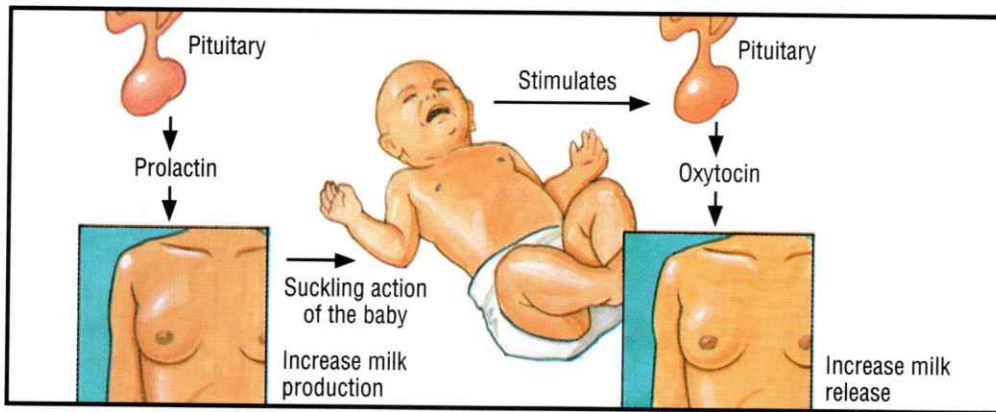 Pituitary
Prolactin
Suckling action
of the baby
Increase milk
production
Stimulates
Pituitary
Oxytocin
Increase milk
release